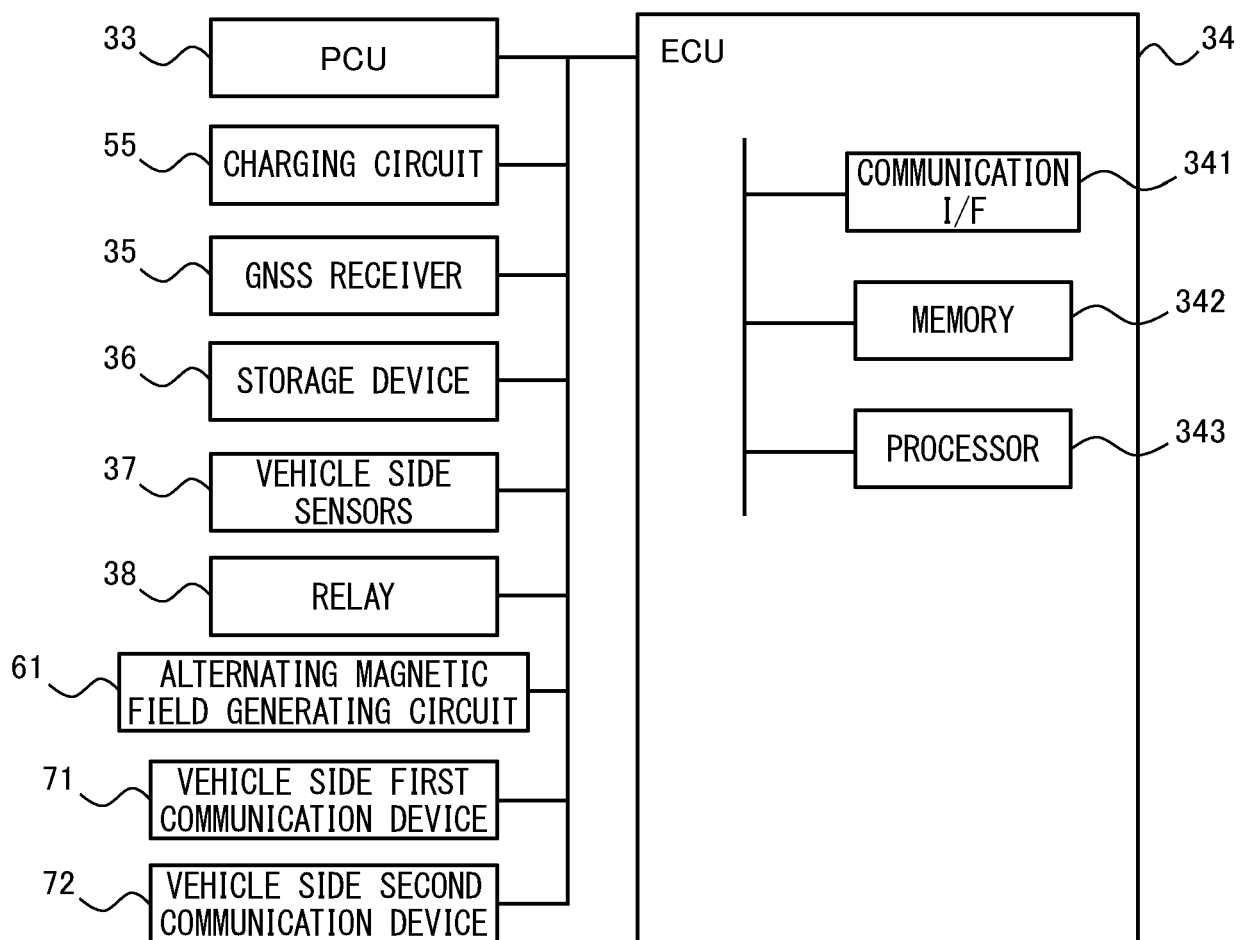 33
PCU
ECU
34
55
CHARGING CIRCUIT
COMMUNICATION
I/F
341
35
GNSS RECEIVER
MEMORY
342
36
STORAGE DEVICE
PROCESSOR
343
37
VEHICLE SIDE
SENSORS
38
RELAY
61
ALTERNATING MAGNETIC
FIELD GENERATING CIRCUIT
71
VEHICLE SIDE FIRST
COMMUNICATION DEVICE
72
VEHICLE SIDE SECOND
COMMUNICATION DEVICE